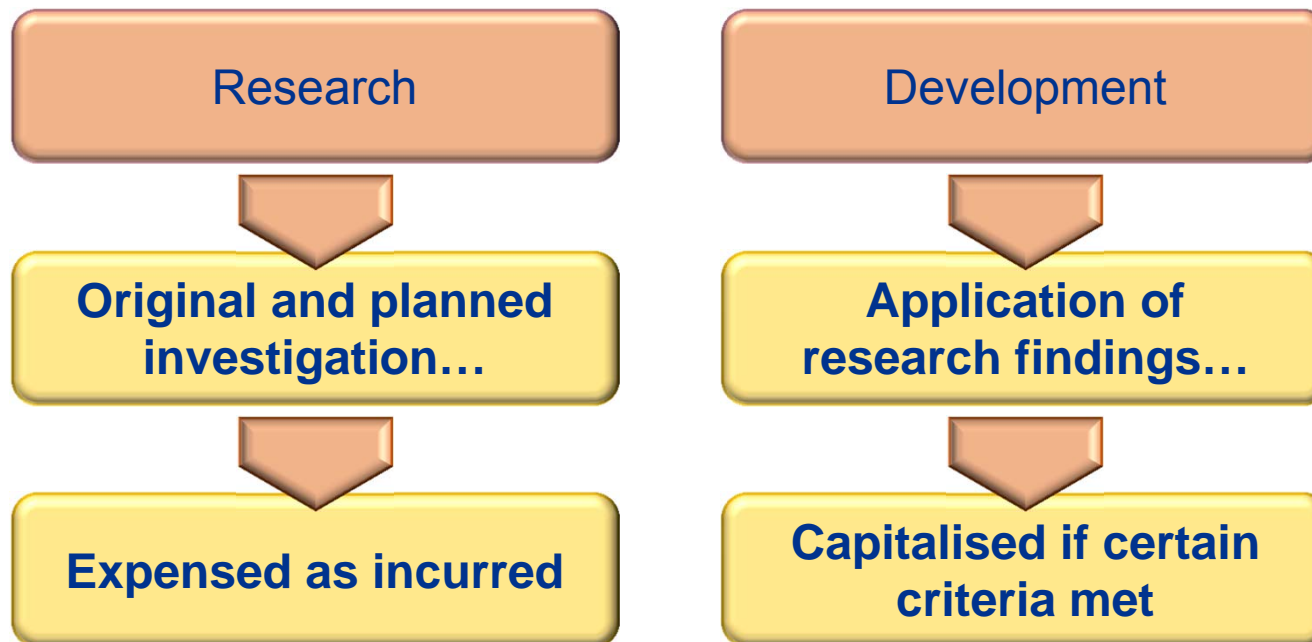 Research
Original and planned
investigation…
Expensed as incurred
Development
Application of
research findings…
Capitalised if certain
criteria met